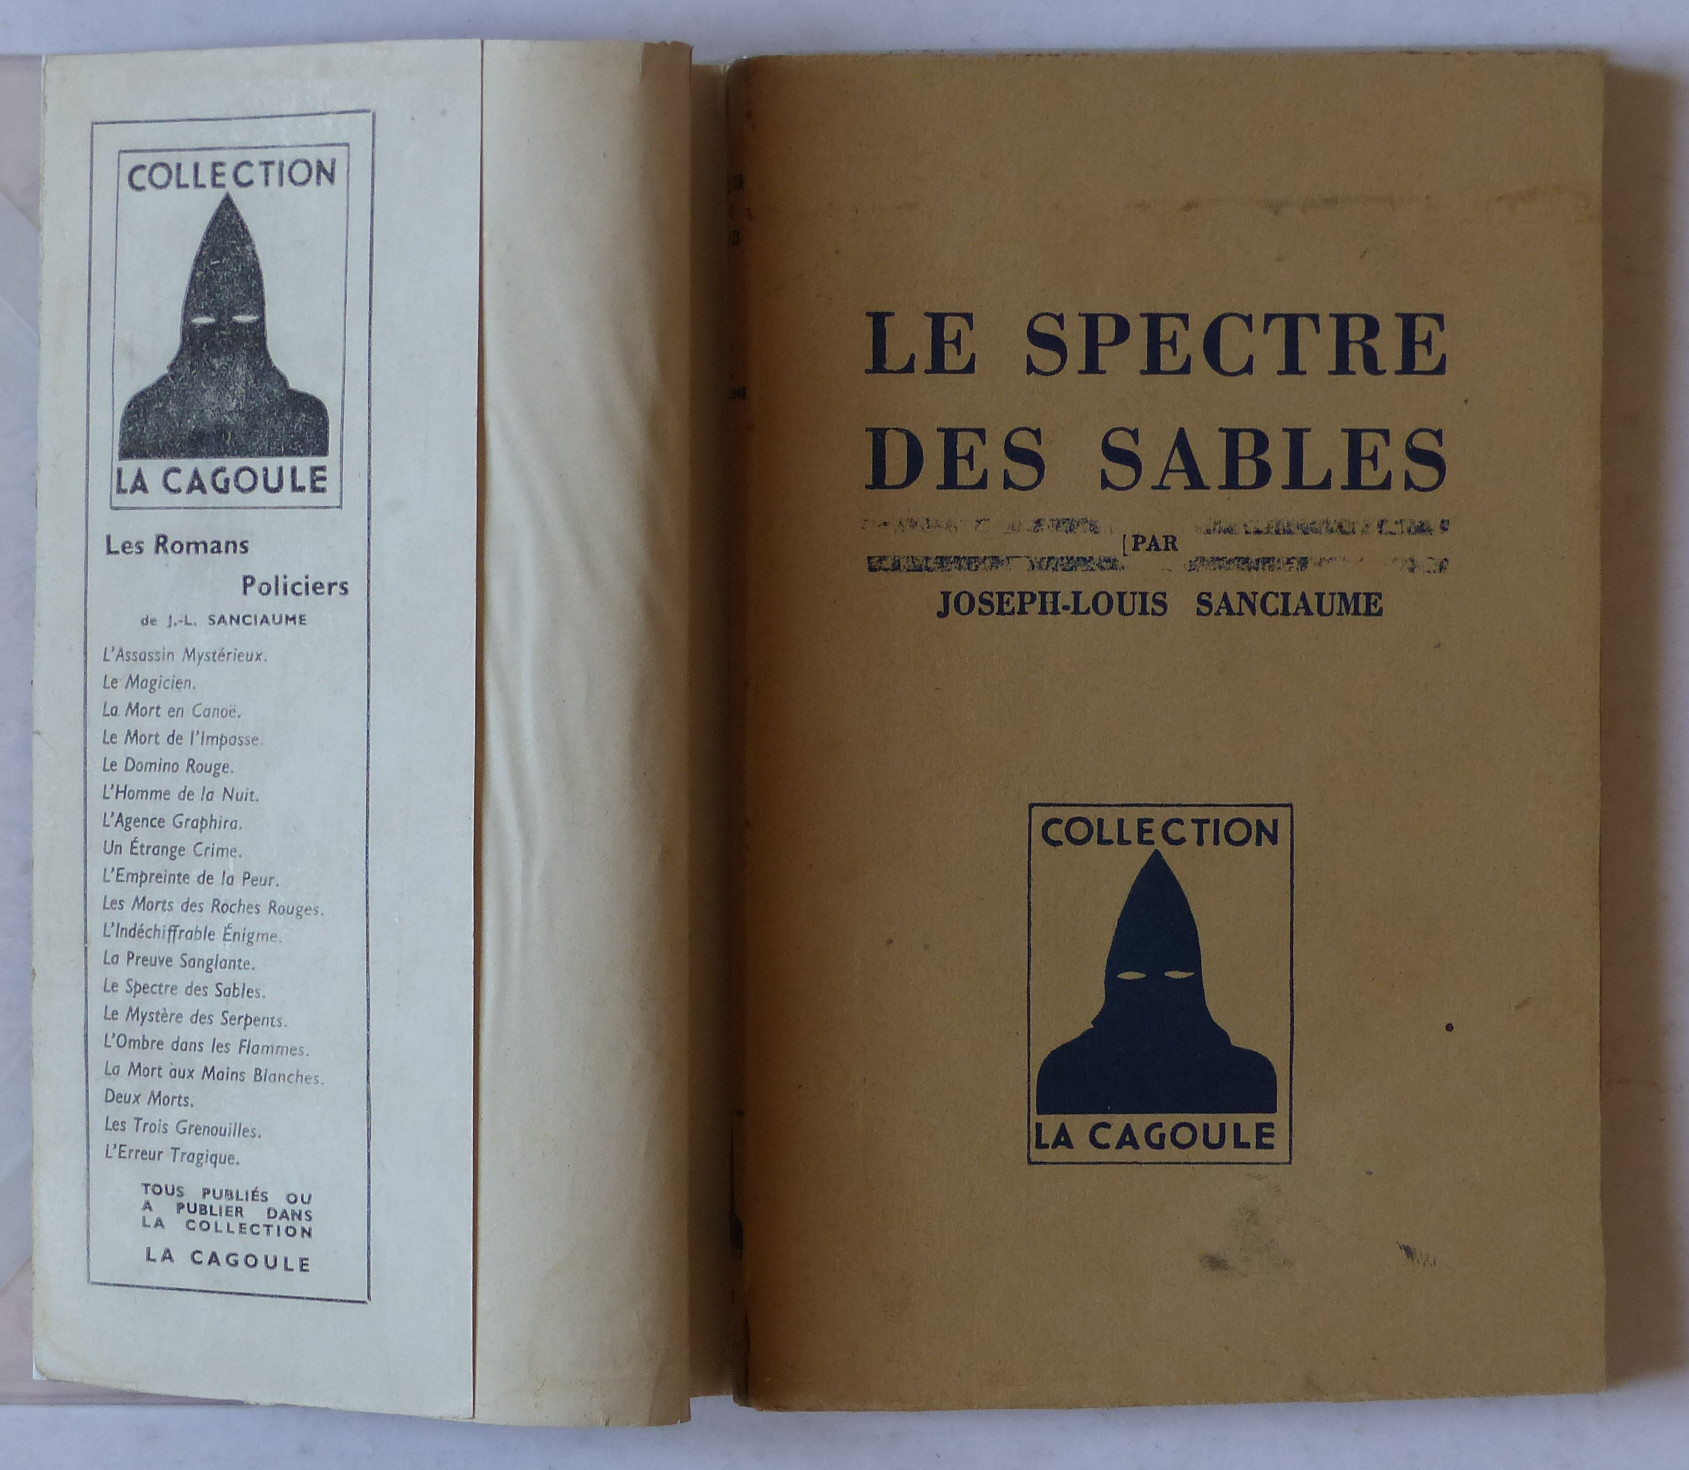 COLLECTION
LA CAGOULE
Les Romans
Policiers
de J.-L. SANCIAUME
L'Assassin Mystérieux.
Le Magicien.
La Mort en Canoë.
Le Mort de l'Impasse.
Le Domino Rouge.
L'Homme de la Nuit.
L'Agence Graphira.
Un Étrange Crime.
L'Empreinte de la Peur.
Les Morts des Roches Rouges.
L'Indéchiffrable Énigme.
La Preuve Sanglante.
Le Spectre des Sables.
Le Mystère des Serpents.
L'Ombre dans les Flammes.
La Mort aux Mains Blanches.
Deux Morts.
Les Trois Grenouilles.
L'Erreur Tragique.
TOUS PUBLIÉS OU
A PUBLIER DANS
LA COLLECTION
LA CAGOULE
LE SPECTRE
DES SABLES
PAR
JOSEPH-LOUIS SANCIAUME
COLLECTION
LA CAGOULE